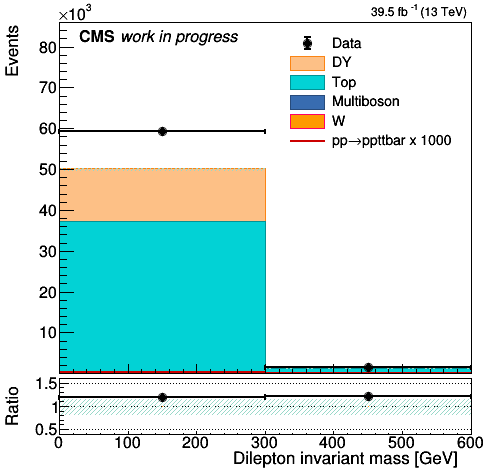 ×10³
39.5 fb⁻¹ (13 TeV)
CMS work in progress
Events
80
70
60
50
40
30
20
10
Data
DY
Top
Multiboson
W
pp→ppttbar x 1000
Ratio
1.5
1
0.5
0 100 200 300 400 500 600
Dilepton invariant mass [GeV]